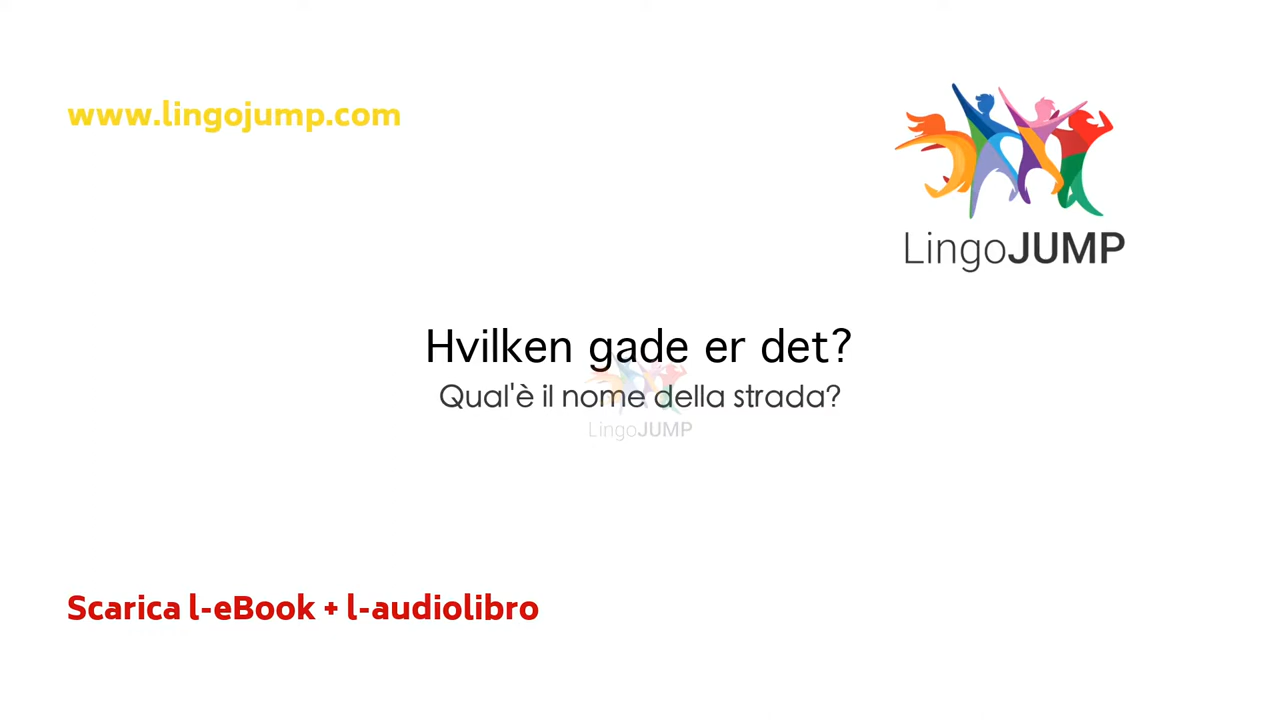 www.lingojump.com
LingoJUMP
Hvilken gade er det?
Qual'è il nome della strada?
LingoJUMP
Scarica l-eBook + l-audiolibro